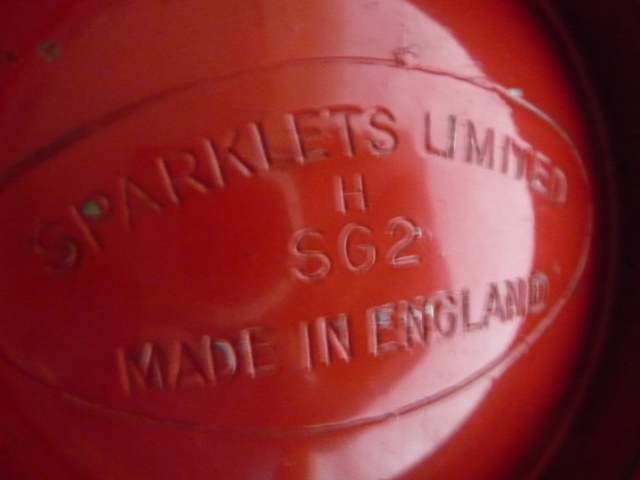 SPARKLETS LIMITED
H
SG2
MADE IN ENGLAND